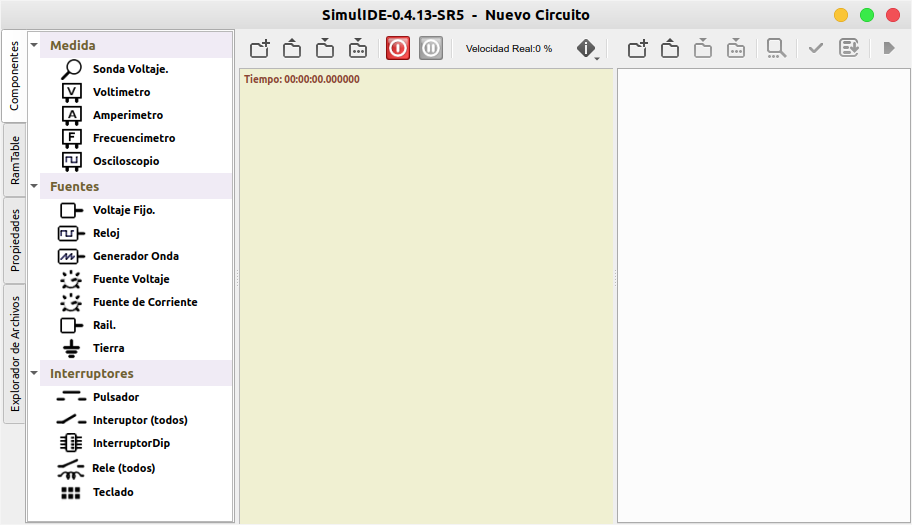 SimulIDE-0.4.13-SR5 - Nuevo Circuito
Componentes
RamTable
Propiedades
Explorador de Archivos
Medida
Sonda Voltaje.
V
Voltimetro
A
Amperimetro
F
Frecuencimetro
Osciloscopio
Fuentes
Voltaje Fijo.
Reloj
Generador Onda
Fuente Voltaje
Fuente de Corriente
Rail.
Tierra
Interruptores
Pulsador
Interuptor (todos)
InterruptorDip
Rele (todos)
Teclado
Velocidad Real:0 %
Tiempo: 00:00:00.000000